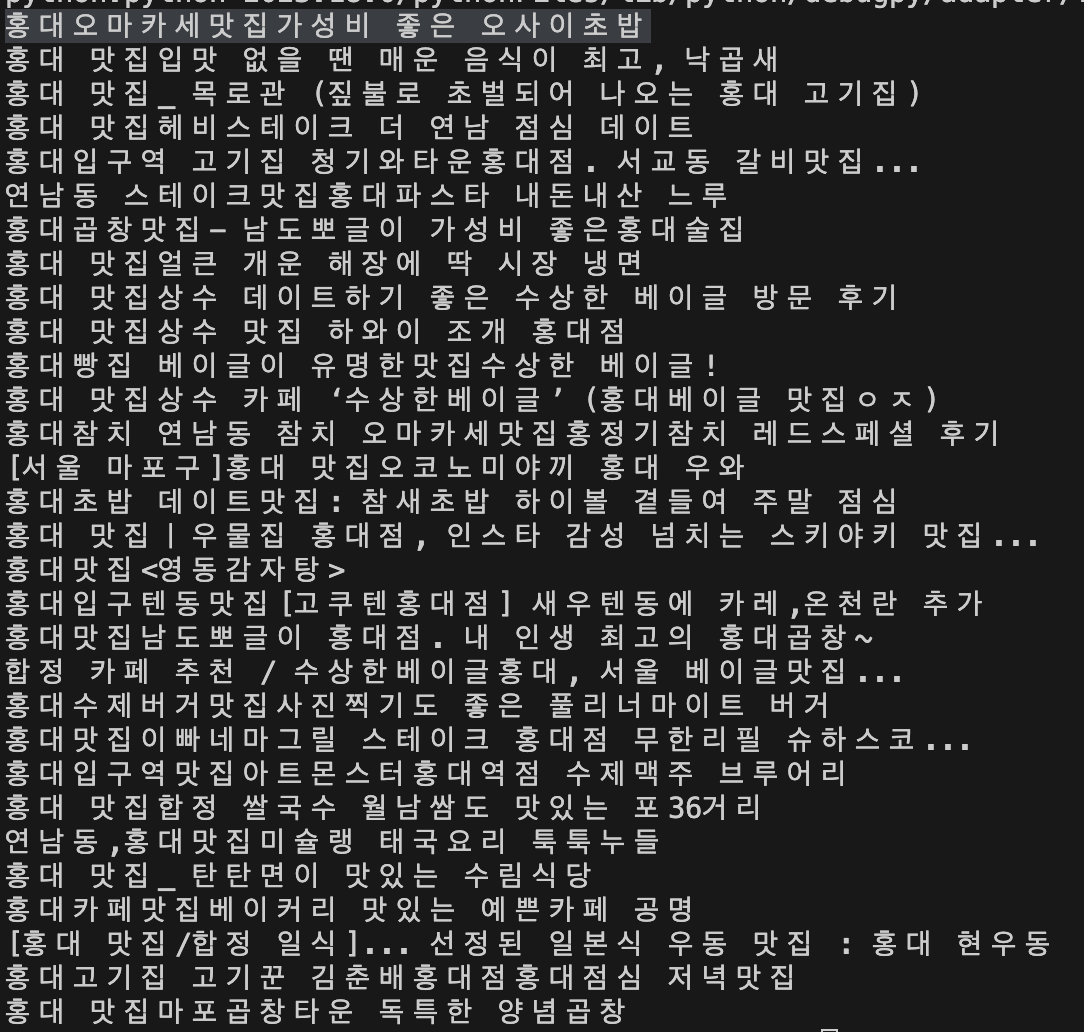 홍대오마카세맛집가성비 좋은 오사이초밥
홍대 맛집입맛 없을 땐 매운 음식이 최고, 낙곱새
홍대 맛집_ 목로관 (짚불로 초벌되어 나오는 홍대 고기집)
홍대 맛집헤비스테이크 더 연남 점심 데이트
홍대입구역 고기집 청기와타운홍대점. 서교동 갈비맛집...
연남동 스테이크맛집홍대파스타 내돈내산 느루
홍대곱창맛집– 남도뽀글이 가성비 좋은홍대술집
홍대 맛집얼큰 개운 해장에 딱 시장 냉면
홍대 맛집상수 데이트하기 좋은 수상한 베이글 방문 후기
홍대 맛집상수 맛집 하와이 조개 홍대점
홍대빵집 베이글이 유명한맛집수상한 베이글!
홍대 맛집상수 카페 ‘수상한베이글’ (홍대베이글 맛집ㅇㅈ)
홍대참치 연남동 참치 오마카세맛집홍정기참치 레드스페셜 후기
[서울 마포구]홍대 맛집오코노미야끼 홍대 우와
홍대초밥 데이트맛집: 참새초밥 하이볼 곁들여 주말 점심
홍대 맛집 | 우물집 홍대점, 인스타 감성 넘치는 스키야키 맛집...
홍대맛집<영동감자탕>
홍대입구텐동맛집[고쿠텐홍대점] 새우텐동에 카레,온천란 추가
홍대맛집남도뽀글이 홍대점. 내 인생 최고의 홍대곱창~
합정 카페 추천 / 수상한베이글홍대, 서울 베이글맛집...
홍대수제버거맛집사진찍기도 좋은 풀리너마이트 버거
홍대맛집이빠네마그릴 스테이크 홍대점 무한리필 슈하스코...
홍대입구역맛집아트몬스터홍대역점 수제맥주 브루어리
홍대 맛집합정 쌀국수 월남쌈도 맛있는 포36거리
연남동,홍대맛집미슐랭 태국요리 툭툭누들
홍대 맛집_ 탄탄면이 맛있는 수림식당
홍대카페맛집베이커리 맛있는 예쁜카페 공명
[홍대 맛집/합정 일식]... 선정된 일본식 우동 맛집 : 홍대 현우동
홍대고기집 고기꾼 김춘배홍대점홍대점심 저녁맛집
홍대 맛집마포곱창타운 독특한 양념곱창